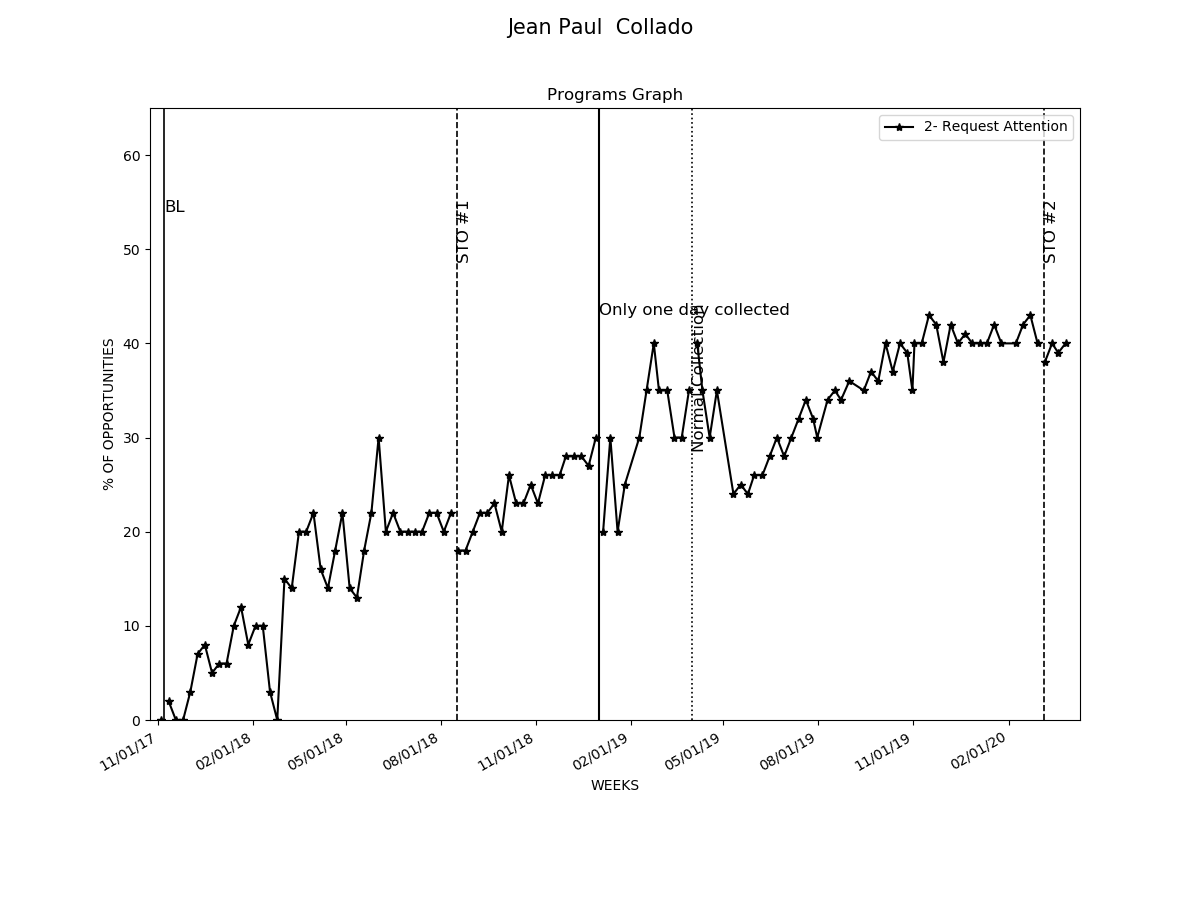 Jean Paul  Collado
Programs Graph
2- Request Attention
60
50
40
30
20
10
0
% OF OPPORTUNITIES
BL
STO #1
Only one day collected
Normal Collection
STO #2
11/01/17
02/01/18
05/01/18
08/01/18
11/01/18
02/01/19
05/01/19
08/01/19
11/01/19
02/01/20
WEEKS